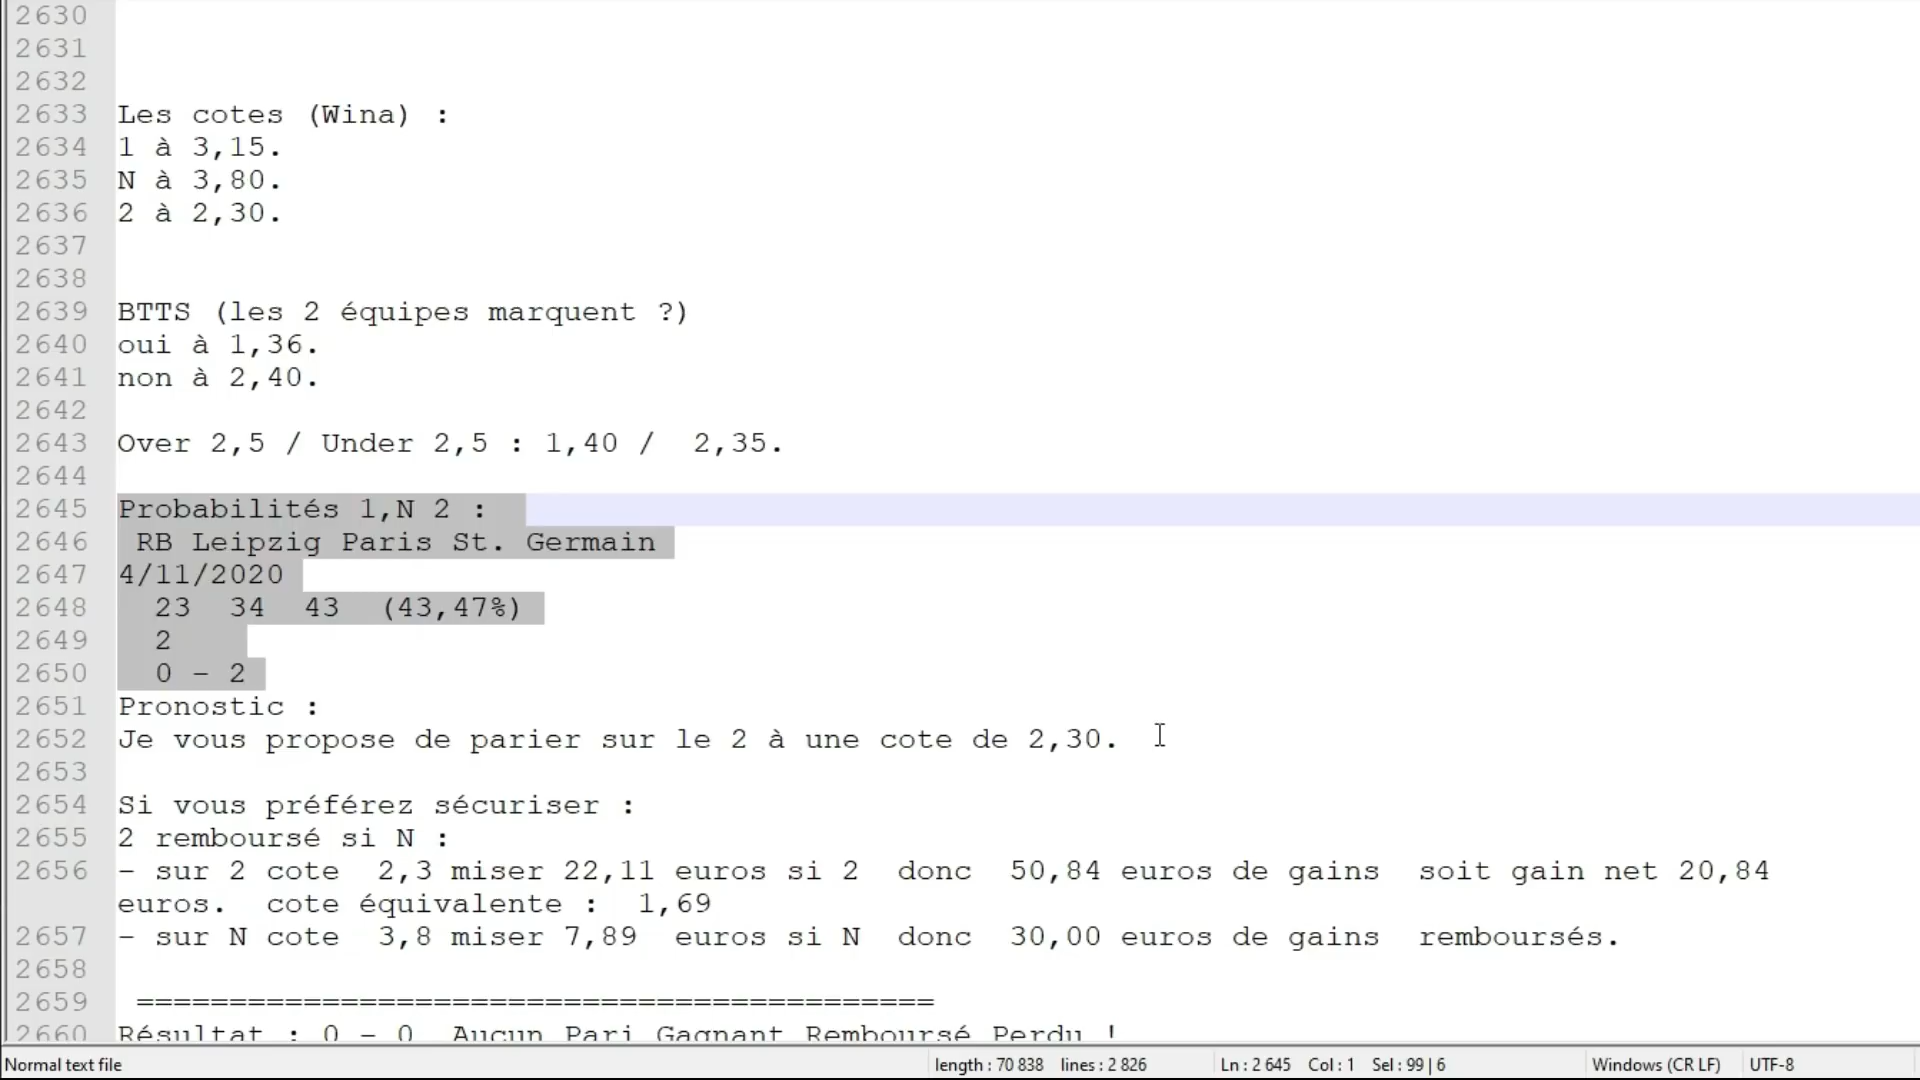 2630
2631
2632
2633 Les cotes (Wina) :
2634 1 à 3,15.
2635 N à 3,80.
2636 2 à 2,30.
2637
2638
2639 BTTS (les 2 équipes marquent ?)
2640 oui à 1,36.
2641 non à 2,40.
2642
2643 Over 2,5 / Under 2,5 : 1,40 / 2,35.
2644
2645 Probabilités 1,N 2 :
2646 RB Leipzig Paris St. Germain
2647 4/11/2020
2648 23 34 43 (43,47%)
2649 2
2650 0 - 2
2651 Pronostic :
2652 Je vous propose de parier sur le 2 à une cote de 2,30.
2653
2654 Si vous préférez sécuriser :
2655 2 remboursé si N :
2656 - sur 2 cote 2,3 miser 22,11 euros si 2 donc 50,84 euros de gains soit gain net 20,84
euros. cote équivalente : 1,69
2657 - sur N cote 3,8 miser 7,89 euros si N donc 30,00 euros de gains remboursés.
2658
2659 ===========================================
2660 Résultat : 0 - 0 Aucun Pari Gagnant Remboursé Perdu !
Normal text file length : 70 838 lines : 2 826 Ln : 2 645 Col : 1 Sel : 99 | 6 Windows (CR LF) UTF-8